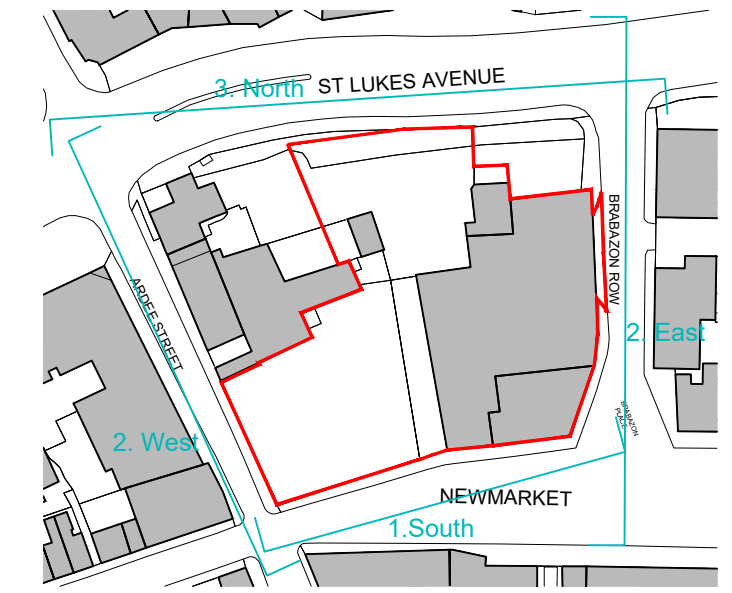 3. North
ST LUKES AVENUE
BRABAZON ROW
ARDEE STREET
2. East
BRABAZON
PLACE
2. West
NEWMARKET
1.South